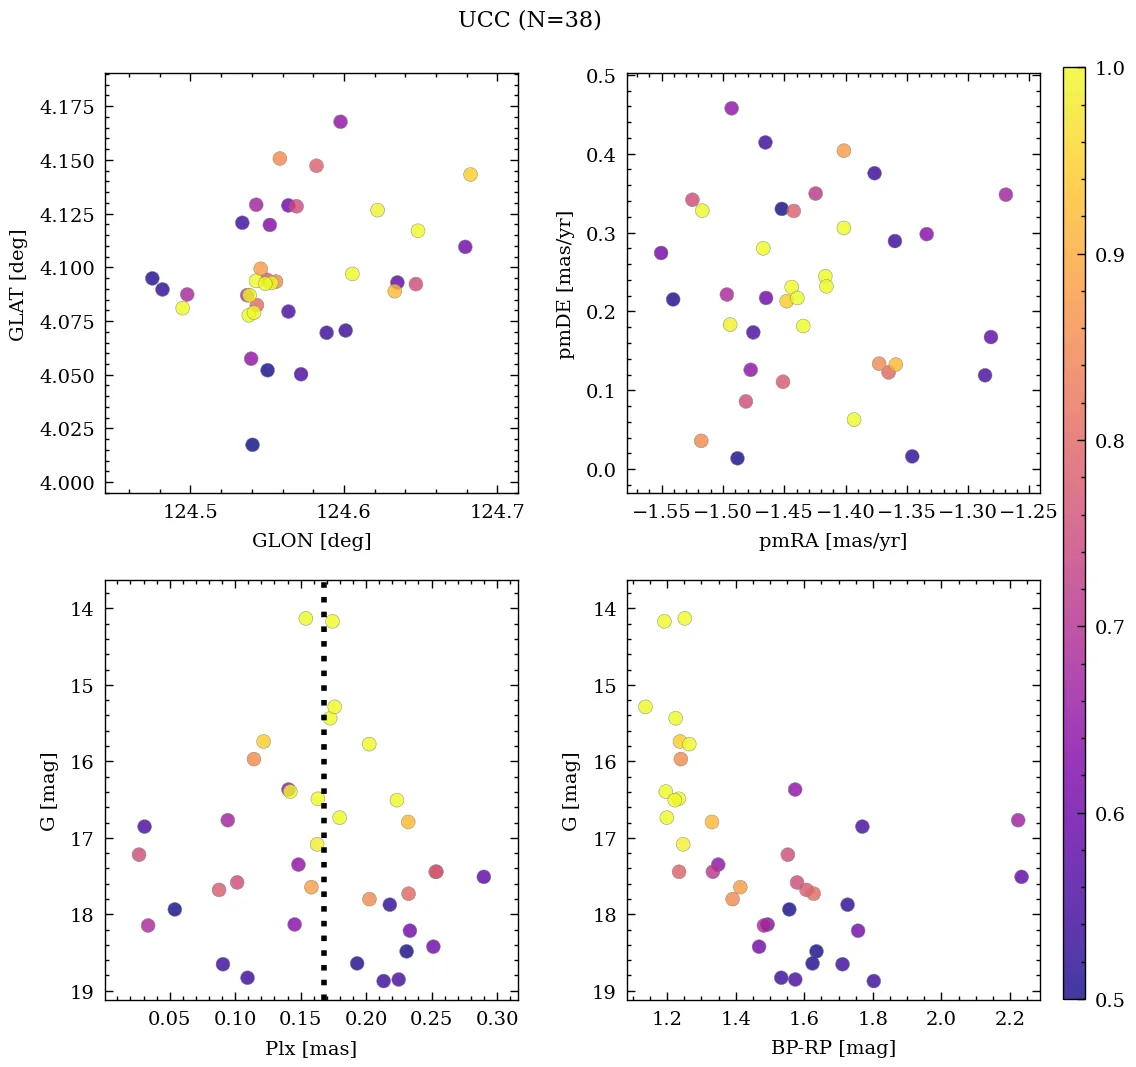 UCC (N=38)
4.175
4.150
4.125
4.100
4.075
4.050
4.025
4.000
GLAT [deg]
124.5 124.6 124.7
GLON [deg]
0.5
0.4
0.3
0.2
0.1
0.0
pmDE [mas/yr]
−1.55 −1.50 −1.45 −1.40 −1.35 −1.30 −1.25
pmRA [mas/yr]
14
15
16
17
18
19
G [mag]
0.05 0.10 0.15 0.20 0.25 0.30
Plx [mas]
14
15
16
17
18
19
G [mag]
1.2 1.4 1.6 1.8 2.0 2.2
BP-RP [mag]
1.0
0.9
0.8
0.7
0.6
0.5